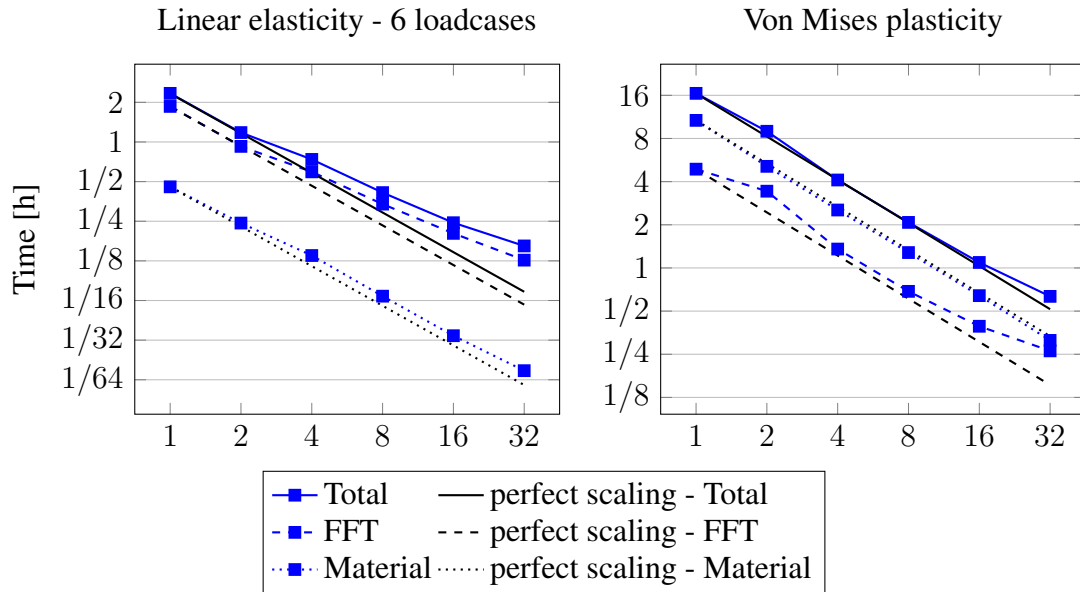 Linear elasticity - 6 loadcases
Time [h]
2
1
1/2
1/4
1/8
1/16
1/32
1/64
1 2 4 8 16 32
Von Mises plasticity
16
8
4
2
1
1/2
1/4
1/8
1 2 4 8 16 32
Total perfect scaling - Total
FFT perfect scaling - FFT
Material perfect scaling - Material